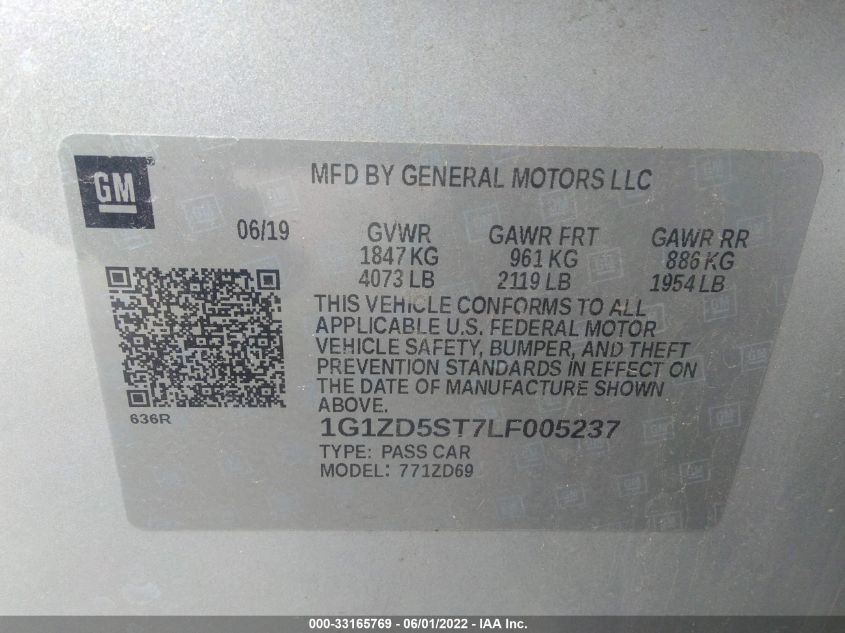 GM
MFD BY GENERAL MOTORS LLC
06/19 GVWR GAWR FRT GAWR RR
1847 KG 961 KG 886 KG
4073 LB 2119 LB 1954 LB
THIS VEHICLE CONFORMS TO ALL
APPLICABLE U.S. FEDERAL MOTOR
VEHICLE SAFETY, BUMPER, AND THEFT
PREVENTION STANDARDS IN EFFECT ON
THE DATE OF MANUFACTURE SHOWN
ABOVE.
636R
1G1ZD5ST7LF005237
TYPE: PASS CAR
MODEL: 771ZD69
000-33165769 - 06/01/2022 - IAA Inc.